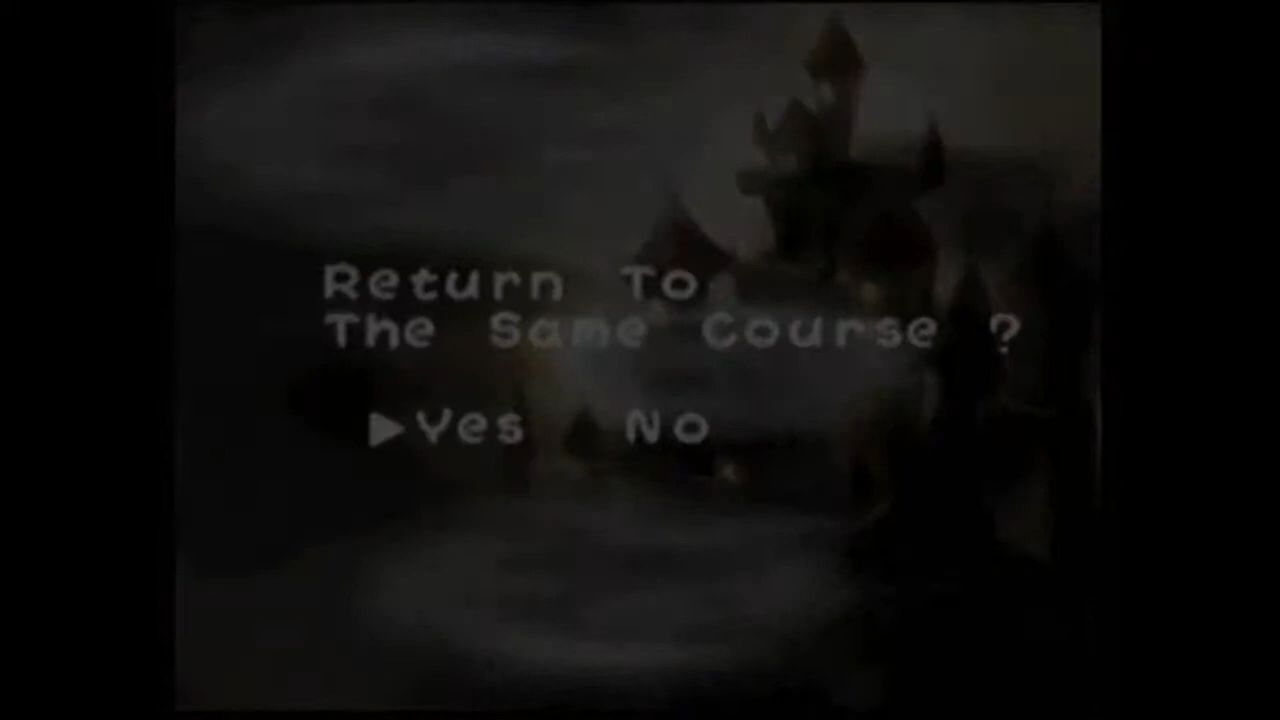 Return To
The Same Course ?
▶Yes No